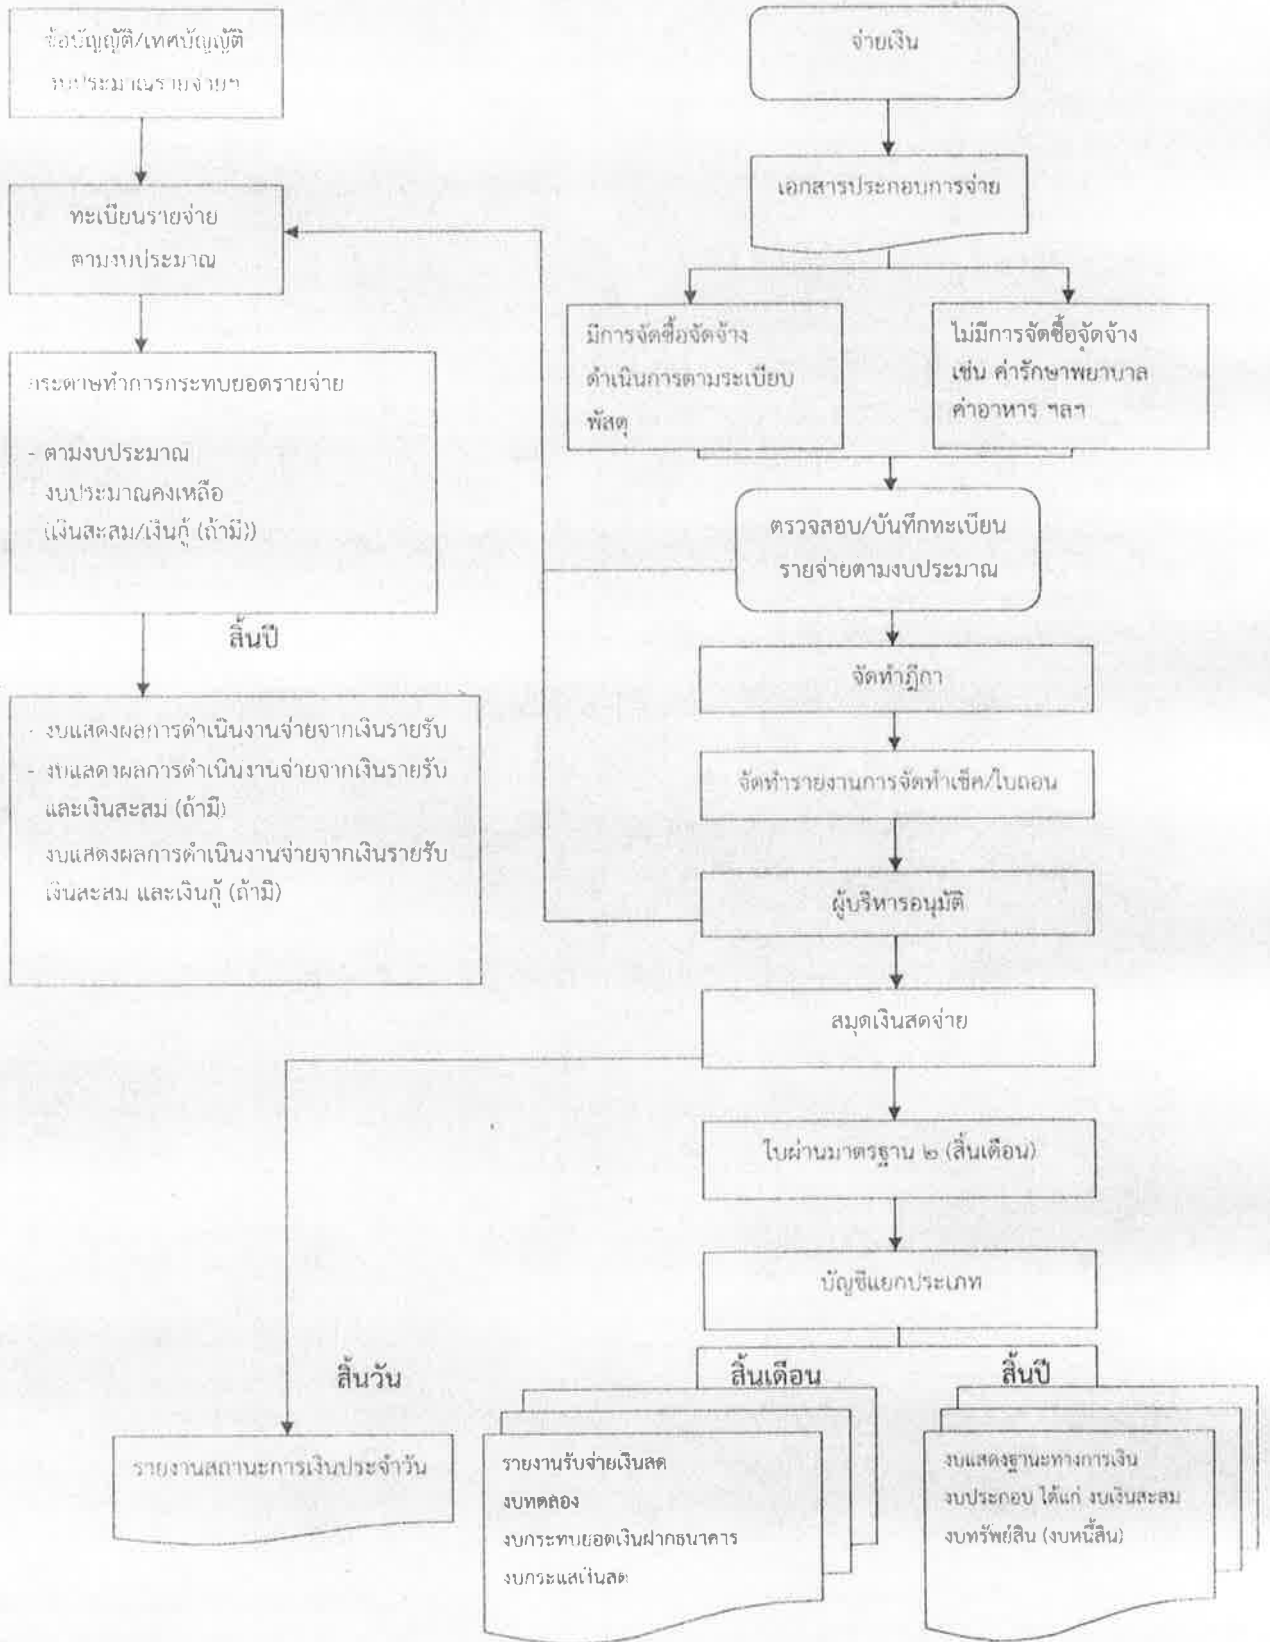 ข้อบัญญัติ/เทศบัญญัติ
งบประมาณรายจ่ายฯ
ทะเบียนรายจ่าย
ตามงบประมาณ
กระดาษทำการกระทบยอดรายจ่าย
- ตามงบประมาณ
งบประมาณคงเหลือ
(เงินสะสม/เงินกู้ (ถ้ามี))
สิ้นปี
- งบแสดงผลการดำเนินงานจ่ายจากเงินรายรับ
- งบแสดงผลการดำเนินงานจ่ายจากเงินรายรับ
และเงินสะสม (ถ้ามี)
งบแสดงผลการดำเนินงานจ่ายจากเงินรายรับ
เงินสะสม และเงินกู้ (ถ้ามี)
จ่ายเงิน
เอกสารประกอบการจ่าย
มีการจัดซื้อจัดจ้าง
ดำเนินการตามระเบียบ
พัสดุ
ไม่มีการจัดซื้อจัดจ้าง
เช่น ค่ารักษาพยาบาล
ค่าอาหาร ฯลฯ
ตรวจสอบ/บันทึกทะเบียน
รายจ่ายตามงบประมาณ
จัดทำฎีกา
จัดทำรายงานการจัดทำเช็ค/ใบถอน
ผู้บริหารอนุมัติ
สมุดเงินสดจ่าย
ใบผ่านมาตรฐาน ๒ (สิ้นเดือน)
บัญชีแยกประเภท
สิ้นวัน
รายงานสถานะการเงินประจำวัน
สิ้นเดือน
รายงานรับจ่ายเงินสด
งบทดลอง
งบกระทบยอดเงินฝากธนาคาร
งบกระแสเงินสด
สิ้นปี
งบแสดงฐานะทางการเงิน
งบประกอบ ได้แก่ งบเงินสะสม
งบทรัพย์สิน (งบหนี้สิน)